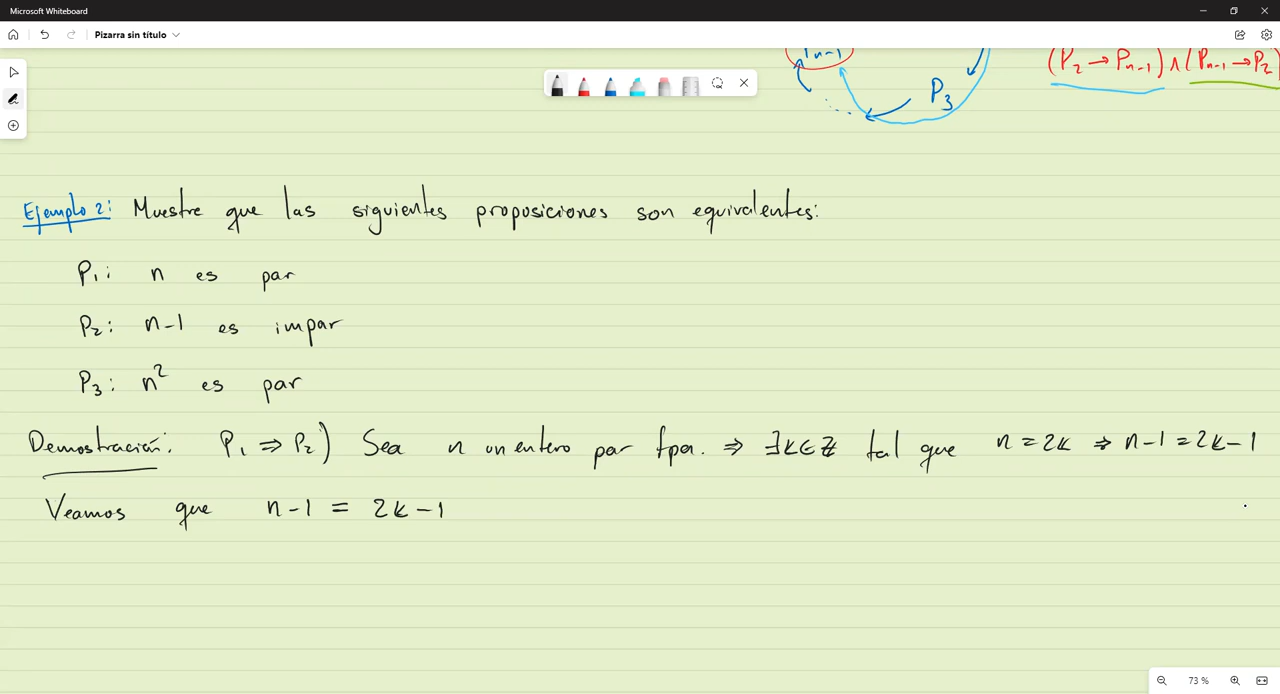 Microsoft Whiteboard
Pizarra sin título
Pn-1
P3
(P2 → Pn-1) ∧ (Pn-1 → P2)
Ejemplo 2: Muestre que las siguientes proposiciones son equivalentes:
P1: n es par
P2: n-1 es impar
P3: n² es par
Demostración: P1 ⇒ P2) Sea n un entero par fpa. ⇒ ∃k∈ℤ tal que n = 2k ⇒ n-1 = 2k-1
Veamos que n-1 = 2k-1
73 %